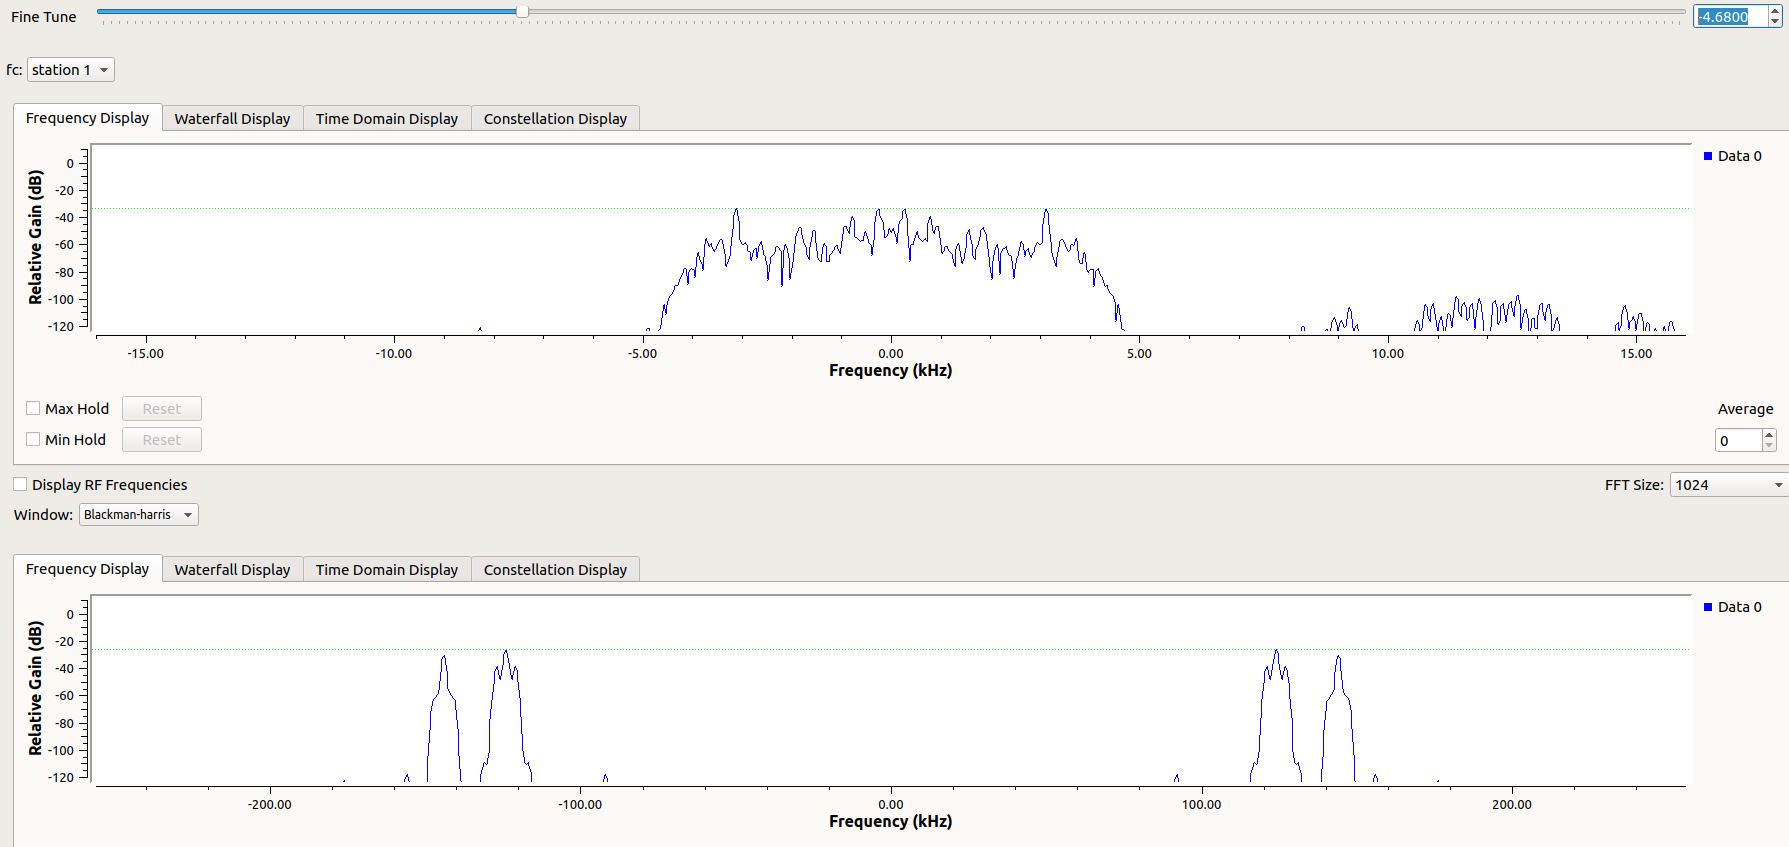 Fine Tune -4.6800
fc: station 1
Frequency Display Waterfall Display Time Domain Display Constellation Display
Relative Gain (dB)
0
-20
-40
-60
-80
-100
-120
Data 0
-15.00 -10.00 -5.00 0.00 5.00 10.00 15.00
Frequency (kHz)
Max Hold Reset
Average
Min Hold Reset
0
Display RF Frequencies
FFT Size: 1024
Window: Blackman-harris
Frequency Display Waterfall Display Time Domain Display Constellation Display
Relative Gain (dB)
0
-20
-40
-60
-80
-100
-120
Data 0
-200.00 -100.00 0.00 100.00 200.00
Frequency (kHz)